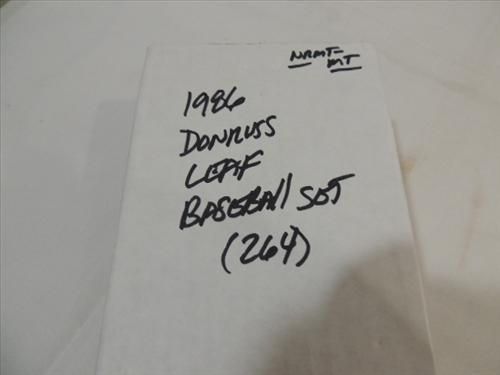 NRMT-
MT
1986
DONRUSS
LEAF
BASEBAll SET
(264)